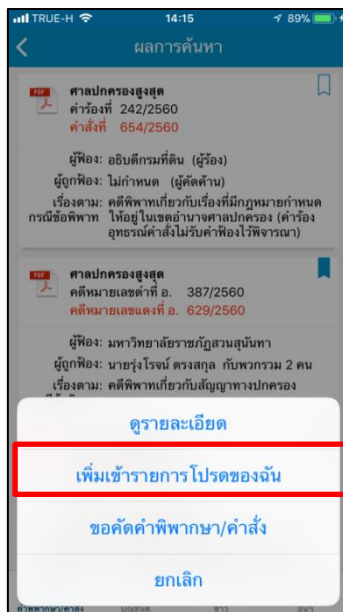 TRUE-H 14:15 89%
ผลการค้นหา
PDF ศาลปกครองสูงสุด
คำร้องที่ 242/2560
คำสั่งที่ 654/2560
ผู้ฟ้อง: อธิบดีกรมที่ดิน (ผู้ร้อง)
ผู้ถูกฟ้อง: ไม่กำหนด (ผู้คัดค้าน)
เรื่องตาม: คดีพิพาทเกี่ยวกับเรื่องที่มีกฎหมายกำหนด
กรณีข้อพิพาท ให้อยู่ในเขตอำนาจศาลปกครอง (คำร้อง
อุทธรณ์คำสั่งไม่รับคำฟ้องไว้พิจารณา)
PDF ศาลปกครองสูงสุด
คดีหมายเลขดำที่ อ. 387/2560
คดีหมายเลขแดงที่ อ. 629/2560
ผู้ฟ้อง: มหาวิทยาลัยราชภัฏสวนสุนันทา
ผู้ถูกฟ้อง: นายรุ่งโรจน์ ตรงสกุล กับพวกรวม 2 คน
เรื่องตาม: คดีพิพาทเกี่ยวกับสัญญาทางปกครอง
ดูรายละเอียด
เพิ่มเข้ารายการโปรดของฉัน
ขอคัดคำพิพากษา/คำสั่ง
ยกเลิก
คำพิพากษา/คำสั่ง